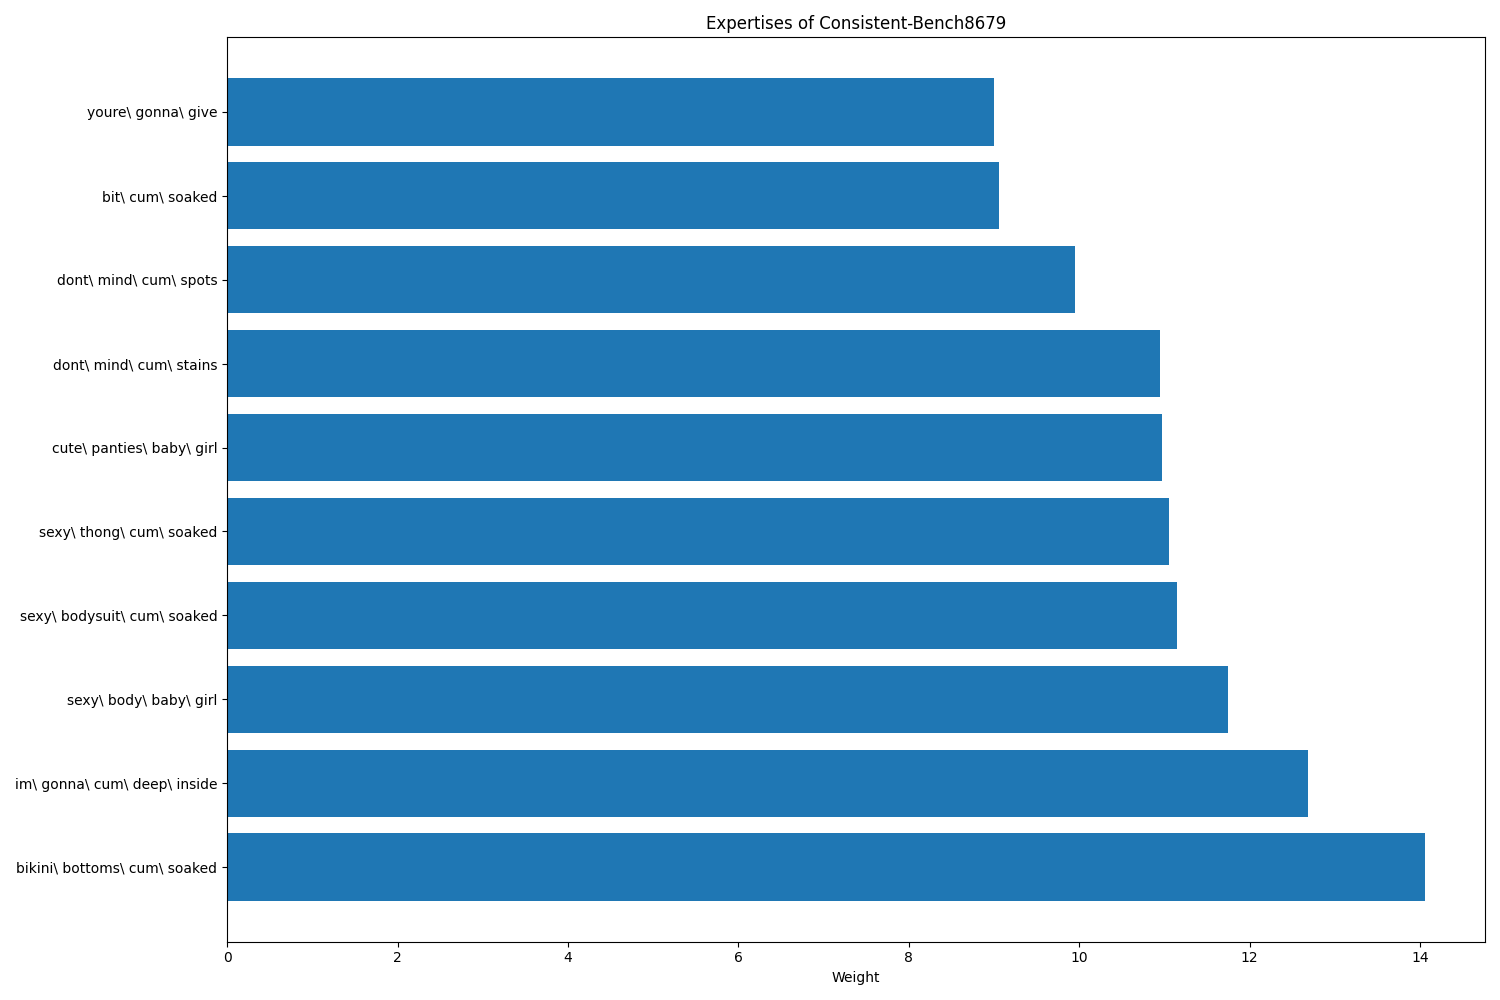 Expertises of Consistent-Bench8679
youre\ gonna\ give
bit\ cum\ soaked
dont\ mind\ cum\ spots
dont\ mind\ cum\ stains
cute\ panties\ baby\ girl
sexy\ thong\ cum\ soaked
sexy\ bodysuit\ cum\ soaked
sexy\ body\ baby\ girl
im\ gonna\ cum\ deep\ inside
bikini\ bottoms\ cum\ soaked
0 2 4 6 8 10 12 14
Weight